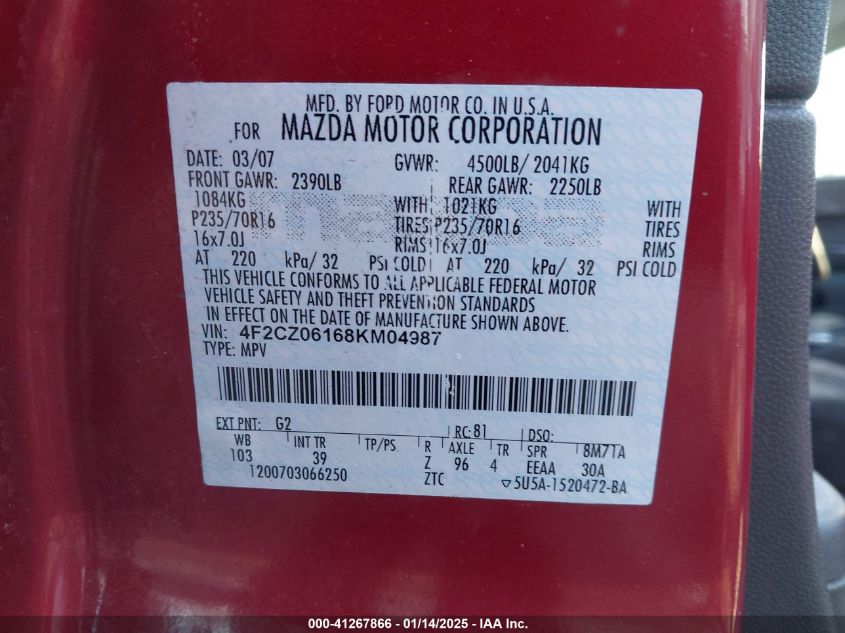 MFD. BY FORD MOTOR CO. IN U.S.A.
FOR MAZDA MOTOR CORPORATION
DATE: 03/07 GVWR: 4500LB/ 2041KG
FRONT GAWR: 2390LB REAR GAWR: 2250LB
1084KG WITH 1021KG WITH
P235/70R16 TIRES P235/70R16 TIRES
16x7.0J RIMS 16x7.0J RIMS
AT 220 kPa/ 32 PSI COLD AT 220 kPa/ 32 PSI COLD
THIS VEHICLE CONFORMS TO ALL APPLICABLE FEDERAL MOTOR
VEHICLE SAFETY AND THEFT PREVENTION STANDARDS
IN EFFECT ON THE DATE OF MANUFACTURE SHOWN ABOVE.
VIN: 4F2CZ06168KM04987
TYPE: MPV
EXT PNT: G2 RC: 81 DSO:
WB INT TR TP/PS R AXLE TR SPR 8M71A
103 39 Z 96 4 EEAA 30A
1200703066250 ZTC ▽5U5A-1520472-BA
000-41267866 - 01/14/2025 - IAA Inc.